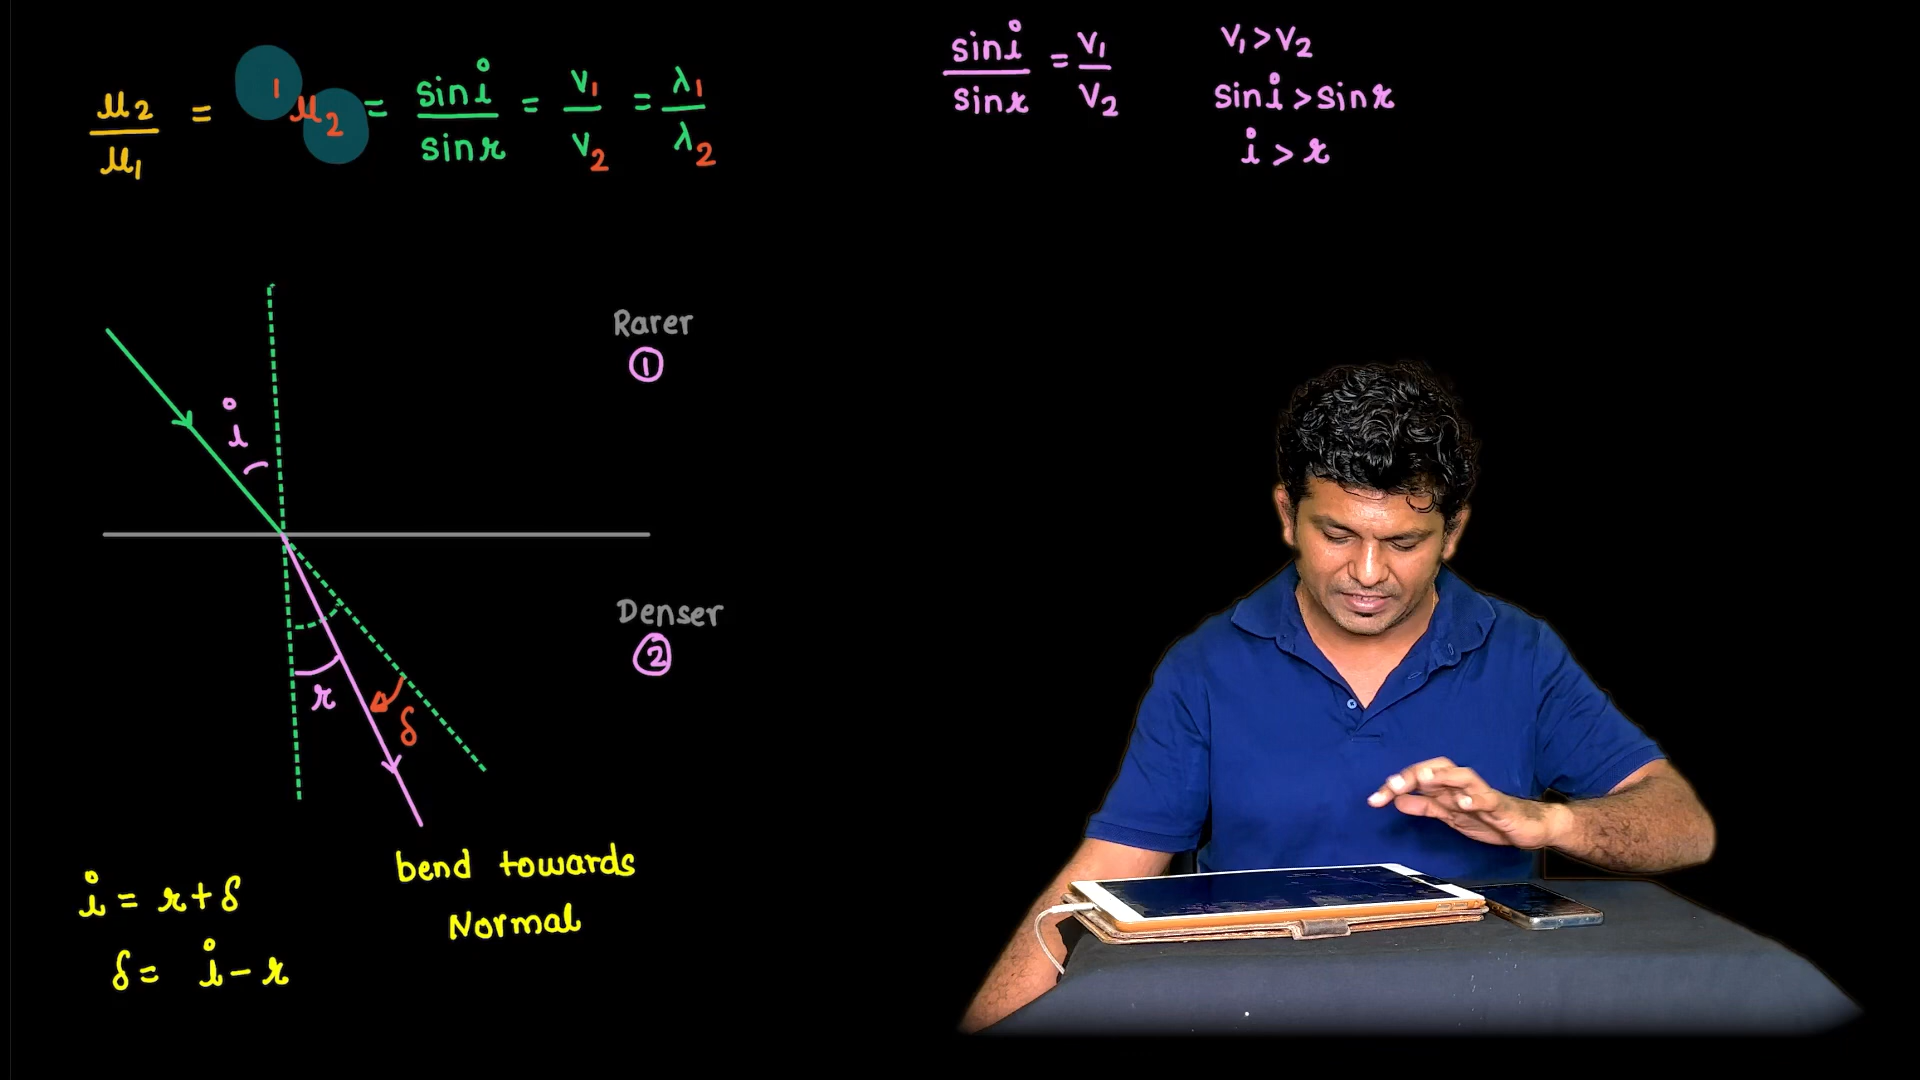 μ2/μ1 = 1μ2 = sin i/sin r = v1/v2 = λ1/λ2
sin i/sin r = v1/v2
v1 > v2
sin i > sin r
i > r
Rarer
①
i
Denser
②
r
δ
bend towards
Normal
i = r + δ
δ = i - r